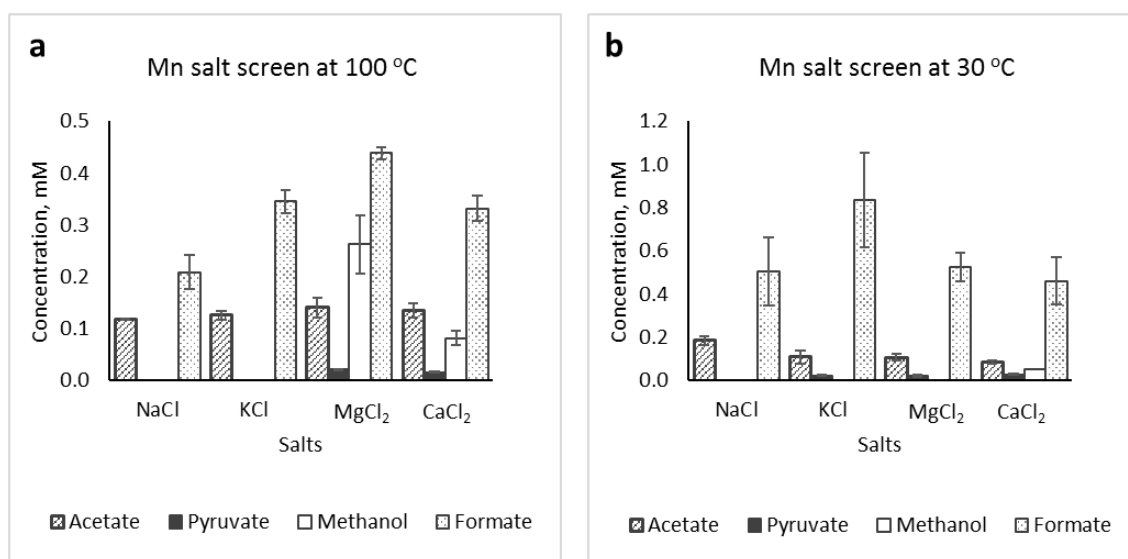 a
Mn salt screen at 100 °C
0.5
0.4
0.3
0.2
0.1
0.0
Concentration, mM
NaCl KCl MgCl₂ CaCl₂
Salts
Acetate Pyruvate Methanol Formate
b
Mn salt screen at 30 °C
1.2
1.0
0.8
0.6
0.4
0.2
0.0
Concentration, mM
NaCl KCl MgCl₂ CaCl₂
Salts
Acetate Pyruvate Methanol Formate